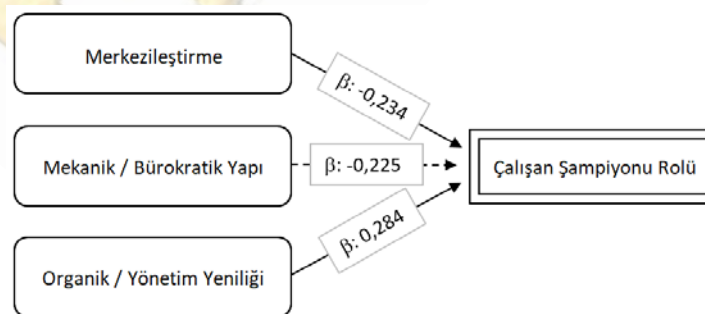 Merkezileştirme
β: -0,234
Mekanik / Bürokratik Yapı
β: -0,225
Çalışan Şampiyonu Rolü
β: 0,284
Organik / Yönetim Yeniliği